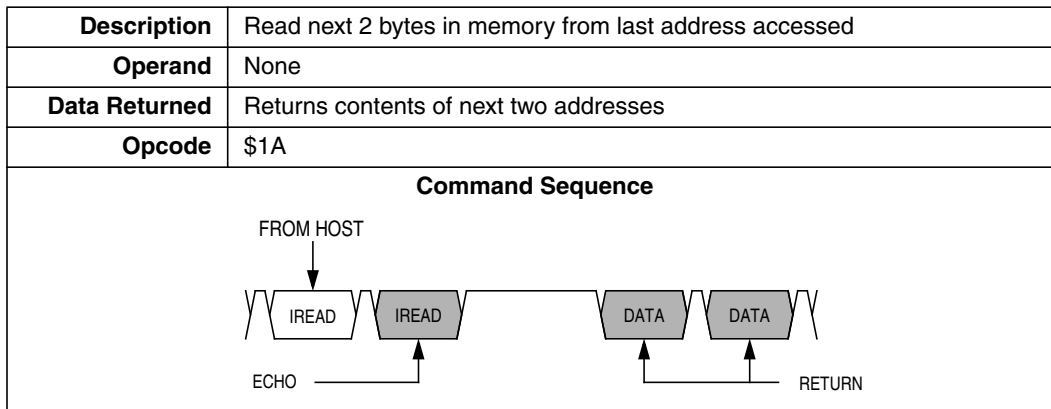 Description Read next 2 bytes in memory from last address accessed
Operand None
Data Returned Returns contents of next two addresses
Opcode $1A
Command Sequence
FROM HOST
IREAD IREAD DATA DATA
ECHO RETURN